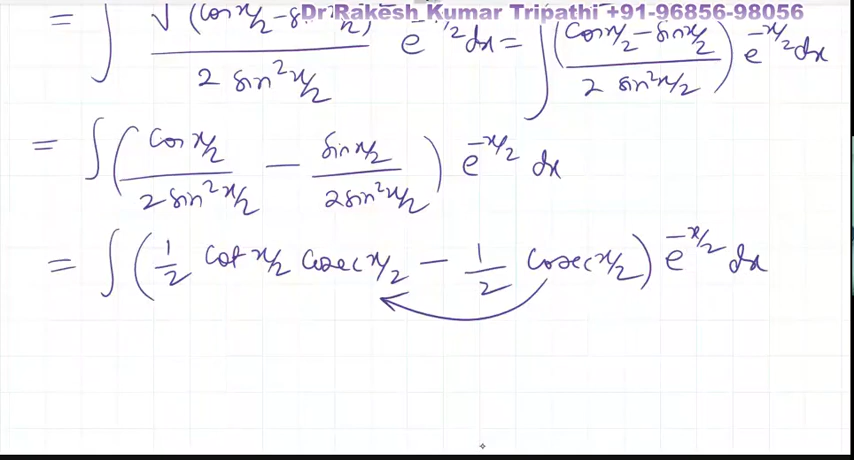 Dr Rakesh Kumar Tripathi +91-96856-98056
= ∫ √(Cos x/2 - s x/2) / 2 sin² x/2 e^(-x/2) dx = ∫ ((Cos x/2 - sin x/2) / 2 sin² x/2) e^(-x/2) dx
= ∫ (Cos x/2 / 2 sin² x/2 - sin x/2 / 2 sin² x/2) e^(-x/2) dx
= ∫ (1/2 Cot x/2 Cosec x/2 - 1/2 Cosec(x/2)) e^(-x/2) dx